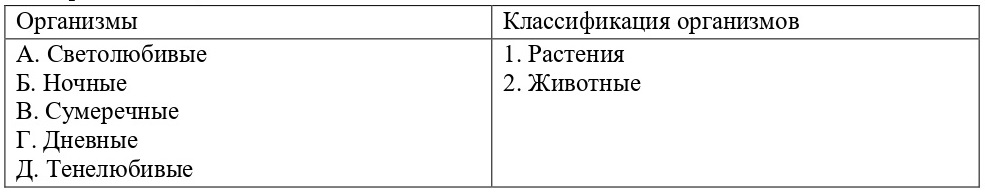 Организмы
Классификация организмов
А. Светолюбивые
Б. Ночные
В. Сумеречные
Г. Дневные
Д. Тенелюбивые
1. Растения
2. Животные